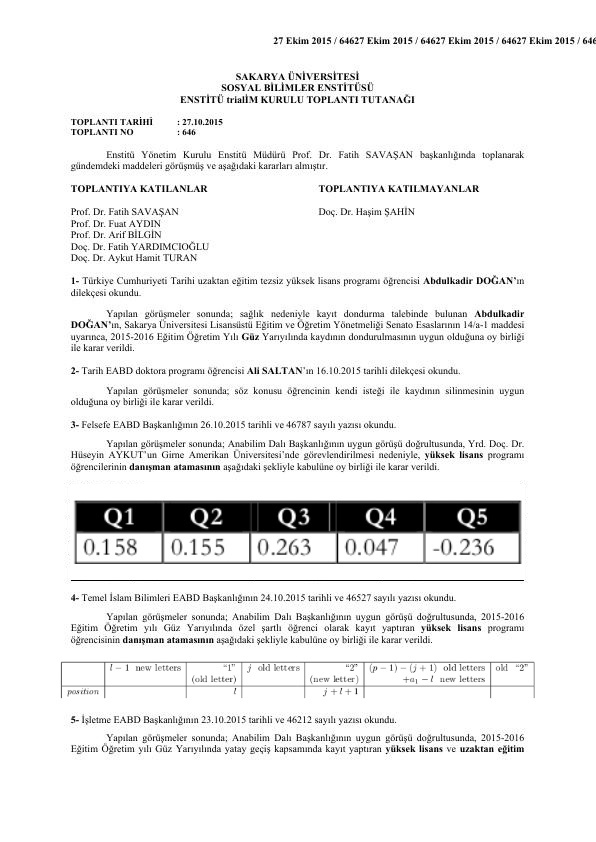 27 Ekim 2015 / 64627 Ekim 2015 / 64627 Ekim 2015 / 64627 Ekim 2015 / 646
SAKARYA ÜNİVERSİTESİ
SOSYAL BİLİMLER ENSTİTÜSÜ
ENSTİTÜ trialİM KURULU TOPLANTI TUTANAĞI
TOPLANTI TARİHİ : 27.10.2015
TOPLANTI NO : 646
Enstitü Yönetim Kurulu Enstitü Müdürü Prof. Dr. Fatih SAVAŞAN başkanlığında toplanarak
gündemdeki maddeleri görüşmüş ve aşağıdaki kararları almıştır.
TOPLANTIYA KATILANLAR TOPLANTIYA KATILMAYANLAR
Prof. Dr. Fatih SAVAŞAN Doç. Dr. Haşim ŞAHİN
Prof. Dr. Fuat AYDIN
Prof. Dr. Arif BİLGİN
Doç. Dr. Fatih YARDIMCIOĞLU
Doç. Dr. Aykut Hamit TURAN
1- Türkiye Cumhuriyeti Tarihi uzaktan eğitim tezsiz yüksek lisans programı öğrencisi Abdulkadir DOĞAN'ın
dilekçesi okundu.
Yapılan görüşmeler sonunda; sağlık nedeniyle kayıt dondurma talebinde bulunan Abdulkadir
DOĞAN'ın, Sakarya Üniversitesi Lisansüstü Eğitim ve Öğretim Yönetmeliği Senato Esaslarının 14/a-1 maddesi
uyarınca, 2015-2016 Eğitim Öğretim Yılı Güz Yarıyılında kaydının dondurulmasının uygun olduğuna oy birliği
ile karar verildi.
2- Tarih EABD doktora programı öğrencisi Ali SALTAN'ın 16.10.2015 tarihli dilekçesi okundu.
Yapılan görüşmeler sonunda; söz konusu öğrencinin kendi isteği ile kaydının silinmesinin uygun
olduğuna oy birliği ile karar verildi.
3- Felsefe EABD Başkanlığının 26.10.2015 tarihli ve 46787 sayılı yazısı okundu.
Yapılan görüşmeler sonunda; Anabilim Dalı Başkanlığının uygun görüşü doğrultusunda, Yrd. Doç. Dr.
Hüseyin AYKUT'un Girne Amerikan Üniversitesi'nde görevlendirilmesi nedeniyle, yüksek lisans programı
öğrencilerinin danışman atamasının aşağıdaki şekliyle kabulüne oy birliği ile karar verildi.
Q1 Q2 Q3 Q4 Q5
0.158 0.155 0.263 0.047 -0.236
4- Temel İslam Bilimleri EABD Başkanlığının 24.10.2015 tarihli ve 46527 sayılı yazısı okundu.
Yapılan görüşmeler sonunda; Anabilim Dalı Başkanlığının uygun görüşü doğrultusunda, 2015-2016
Eğitim Öğretim yılı Güz Yarıyılında özel şartlı öğrenci olarak kayıt yaptıran yüksek lisans programı
öğrencisinin danışman atamasının aşağıdaki şekliyle kabulüne oy birliği ile karar verildi.
l − 1 new letters "1" j old letters "2" (p − 1) − (j + 1) old letters old "2"
(old letter) (new letter) +a₁ − l new letters
position l j + l + 1
5- İşletme EABD Başkanlığının 23.10.2015 tarihli ve 46212 sayılı yazısı okundu.
Yapılan görüşmeler sonunda; Anabilim Dalı Başkanlığının uygun görüşü doğrultusunda, 2015-2016
Eğitim Öğretim yılı Güz Yarıyılında yatay geçiş kapsamında kayıt yaptıran yüksek lisans ve uzaktan eğitim